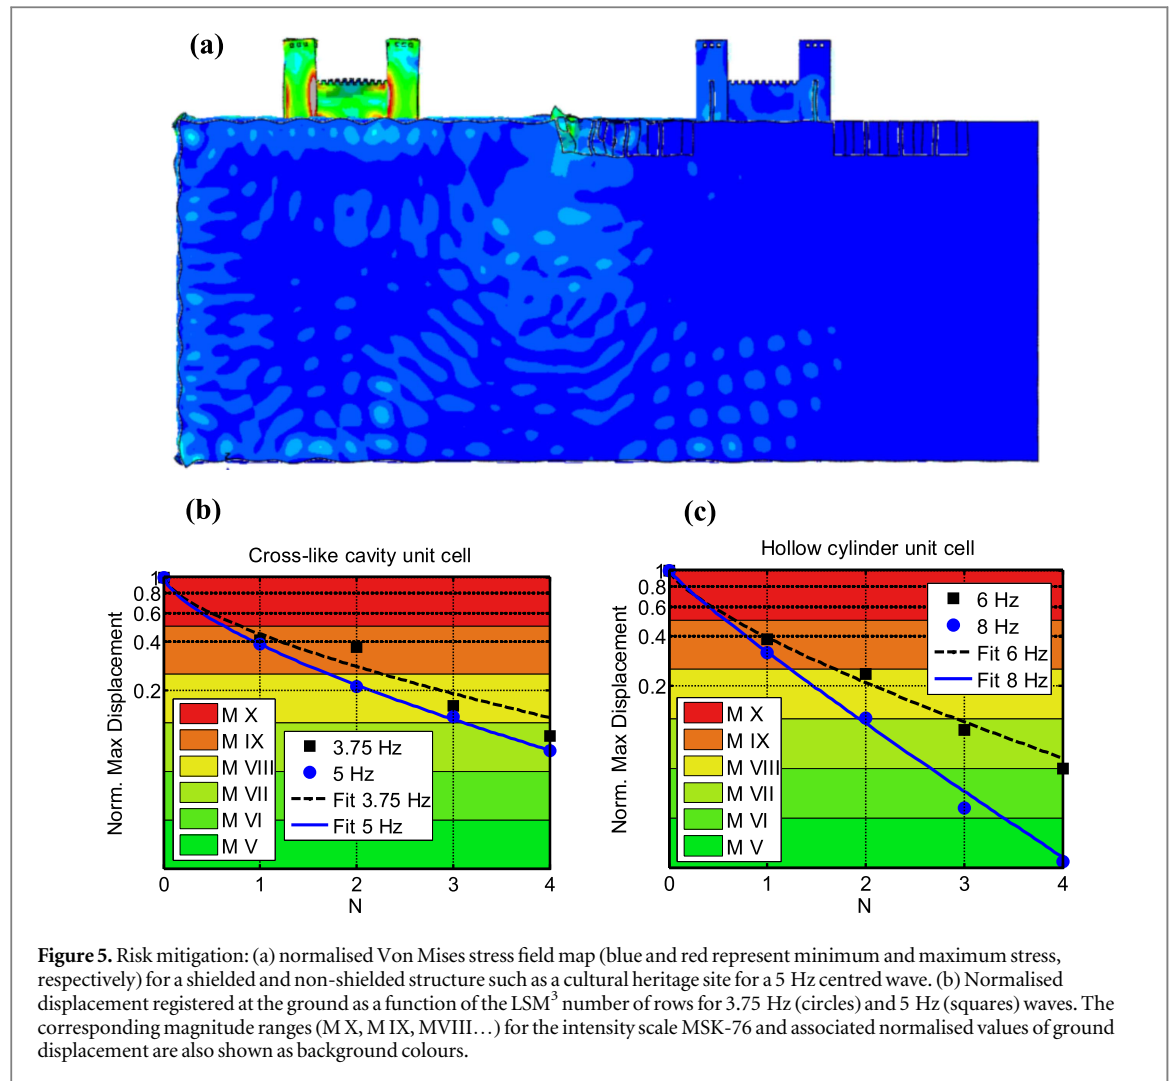 (a)
(b)
(c)
Cross-like cavity unit cell
Norm. Max Displacement
1
0.8
0.6
0.4
0.2
M X
M IX
M VIII
M VII
M VI
M V
3.75 Hz
5 Hz
Fit 3.75 Hz
Fit 5 Hz
0 1 2 3 4
N
Hollow cylinder unit cell
Norm. Max Displacement
1
0.8
0.6
0.4
0.2
6 Hz
8 Hz
Fit 6 Hz
Fit 8 Hz
M X
M IX
M VIII
M VII
M VI
M V
0 1 2 3 4
N
Figure 5. Risk mitigation: (a) normalised Von Mises stress field map (blue and red represent minimum and maximum stress,
respectively) for a shielded and non-shielded structure such as a cultural heritage site for a 5 Hz centred wave. (b) Normalised
displacement registered at the ground as a function of the LSM³ number of rows for 3.75 Hz (circles) and 5 Hz (squares) waves. The
corresponding magnitude ranges (M X, M IX, MVIII…) for the intensity scale MSK-76 and associated normalised values of ground
displacement are also shown as background colours.